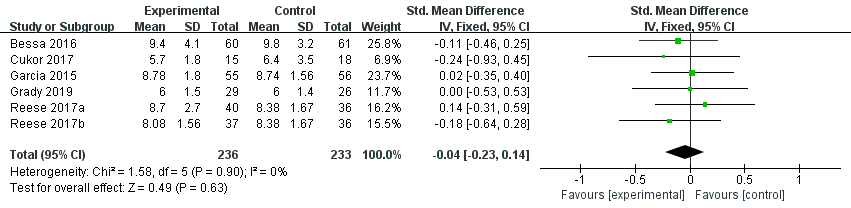 Experimental Control Std. Mean Difference Std. Mean Difference
Study or Subgroup Mean SD Total Mean SD Total Weight IV, Fixed, 95% CI IV, Fixed, 95% CI
Bessa 2016 9.4 4.1 60 9.8 3.2 61 25.8% -0.11 [-0.46, 0.25]
Cukor 2017 5.7 1.8 15 6.4 3.5 18 6.9% -0.24 [-0.93, 0.45]
Garcia 2015 8.78 1.8 55 8.74 1.56 56 23.7% 0.02 [-0.35, 0.40]
Grady 2019 6 1.5 29 6 1.4 26 11.7% 0.00 [-0.53, 0.53]
Reese 2017a 8.7 2.7 40 8.38 1.67 36 16.2% 0.14 [-0.31, 0.59]
Reese 2017b 8.08 1.56 37 8.38 1.67 36 15.5% -0.18 [-0.64, 0.28]
Total (95% CI) 236 233 100.0% -0.04 [-0.23, 0.14]
Heterogeneity: Chi² = 1.58, df = 5 (P = 0.90); I² = 0%
Test for overall effect: Z = 0.49 (P = 0.63)
-1 -0.5 0 0.5 1
Favours [experimental] Favours [control]